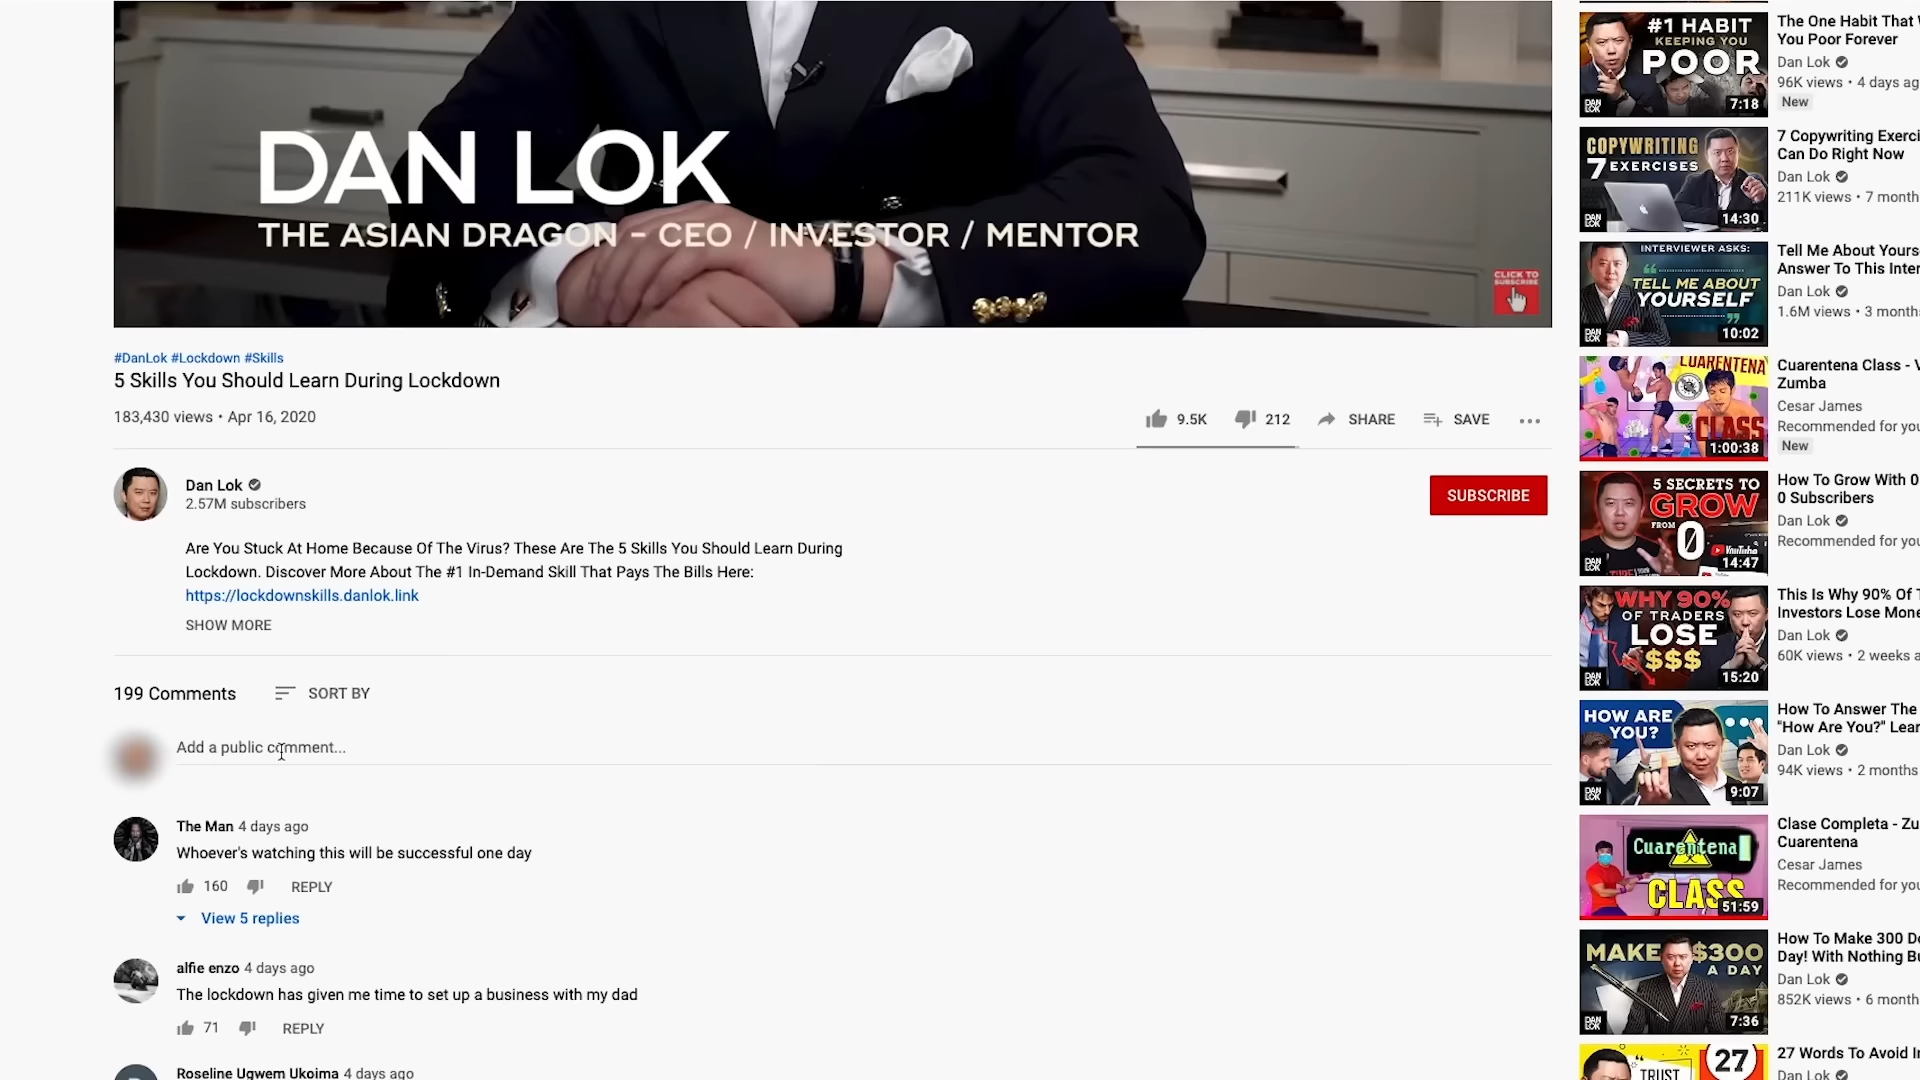 DAN LOK
THE ASIAN DRAGON - CEO / INVESTOR / MENTOR
CLICK TO
SUBSCRIBE
#DanLok #Lockdown #Skills
5 Skills You Should Learn During Lockdown
183,430 views • Apr 16, 2020
9.5K 212 SHARE SAVE
Dan Lok
2.57M subscribers
SUBSCRIBE
Are You Stuck At Home Because Of The Virus? These Are The 5 Skills You Should Learn During
Lockdown. Discover More About The #1 In-Demand Skill That Pays The Bills Here:
https://lockdownskills.danlok.link
SHOW MORE
199 Comments SORT BY
Add a public comment...
The Man 4 days ago
Whoever's watching this will be successful one day
160 REPLY
View 5 replies
alfie enzo 4 days ago
The lockdown has given me time to set up a business with my dad
71 REPLY
Roseline Ugwem Ukoima 4 days ago
#1 HABIT
KEEPING YOU
POOR
DAN
LOK
7:18
The One Habit That
You Poor Forever
Dan Lok
96K views • 4 days
New
COPYWRITING
7 EXERCISES
DAN
LOK
14:30
7 Copywriting
Can Do Right Now
Dan Lok
211K views • 7
INTERVIEWER ASKS:
TELL ME ABOUT
YOURSELF
DAN
LOK
10:02
Tell Me About
Answer To This
Dan Lok
1.6M views • 3
CUARENTENA
CLASS
1:00:38
Cuarentena Class -
Zumba
Cesar James
Recommended for
New
5 SECRETS TO
GROW
FROM
0
YouTube
14:47
How To Grow With 0
0 Subscribers
Dan Lok
Recommended for
WHY 90%
OF TRADERS
LOSE
$$$
DAN
LOK
15:20
This Is Why 90% Of
Investors Lose
Dan Lok
60K views • 2 weeks
HOW ARE
YOU?
DAN
LOK
9:07
How To Answer The
"How Are You?"
Dan Lok
94K views • 2 months
Cuarentena
CLASS
51:59
Clase Completa -
Cuarentena
Cesar James
Recommended for
MAKE $300
A DAY
DAN
LOK
7:36
How To Make 300
Day! With Nothing
Dan Lok
852K views • 6
TRUST
27
27 Words To Avoid
Dan Lok